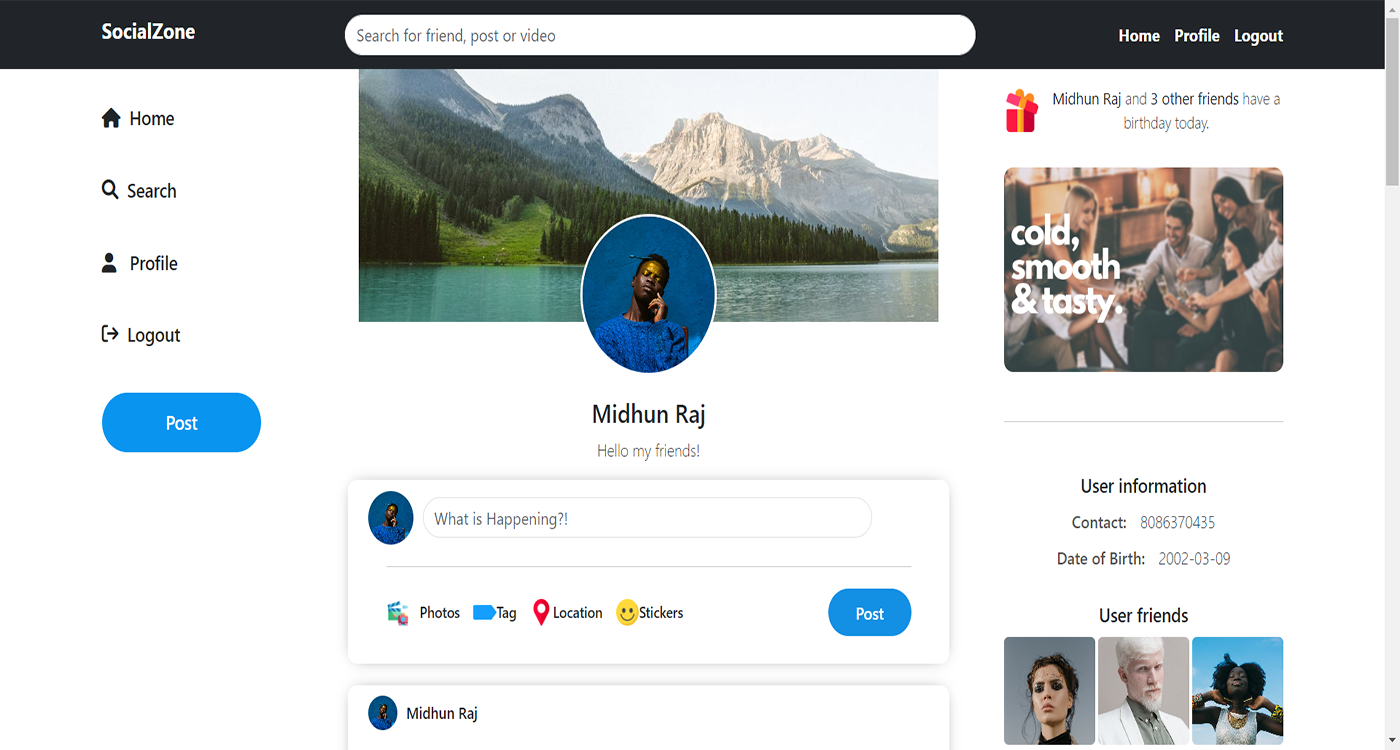 SocialZone
Search for friend, post or video
Home Profile Logout
Home
Search
Profile
Logout
Post
Midhun Raj
Hello my friends!
What is Happening?!
Photos Tag Location Stickers Post
Midhun Raj
Midhun Raj and 3 other friends have a
birthday today.
cold,
smooth
& tasty.
User information
Contact: 8086370435
Date of Birth: 2002-03-09
User friends